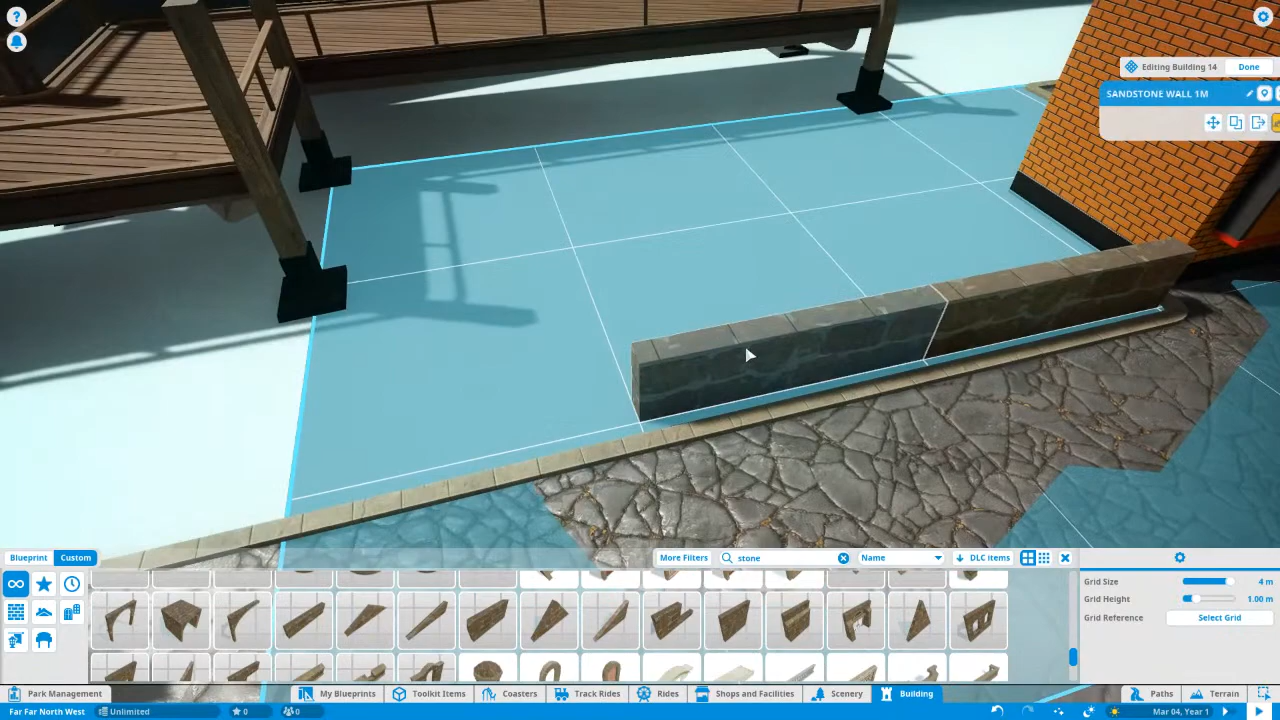 ?
Editing Building 14
Done
SANDSTONE WALL 1M
Blueprint
Custom
More Filters
stone
Name
DLC items
Grid Size
4 m
Grid Height
1.00 m
Grid Reference
Select Grid
Park Management
My Blueprints
Toolkit Items
Coasters
Track Rides
Rides
Shops and Facilities
Scenery
Building
Paths
Terrain
Far Far North West
Unlimited
0
0
Mar 04, Year 1